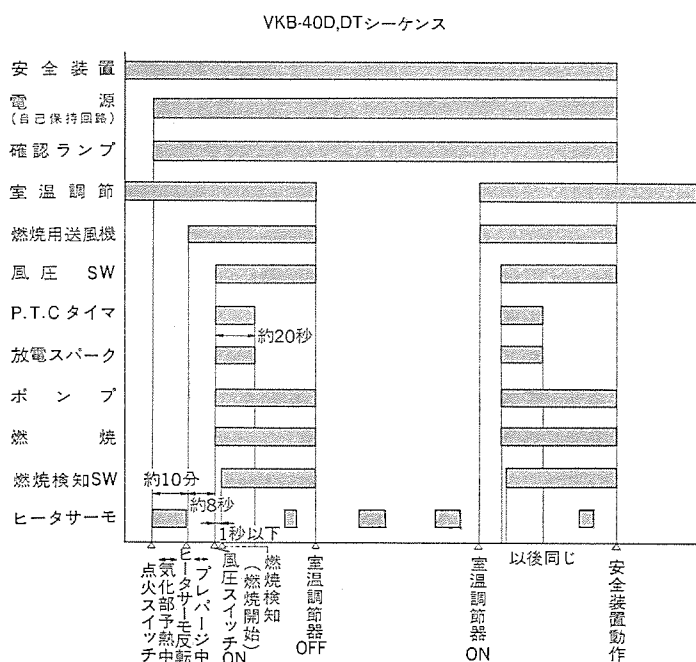 VKB-40D,DTシーケンス
安全装置
電源
(自己保持回路)
確認ランプ
室温調節
燃焼用送風機
風圧 SW
P.T.Cタイマ
約20秒
放電スパーク
ポンプ
燃焼
燃焼検知SW
約10分
約8秒
ヒータサーモ
1秒以下
以後同じ
点火スイッチ
気化部予熱中
ヒータサーモ反転
プレパージ中
風圧スイッチON
(燃焼開始)
燃焼検知
室温調節器OFF
室温調節器ON
安全装置動作